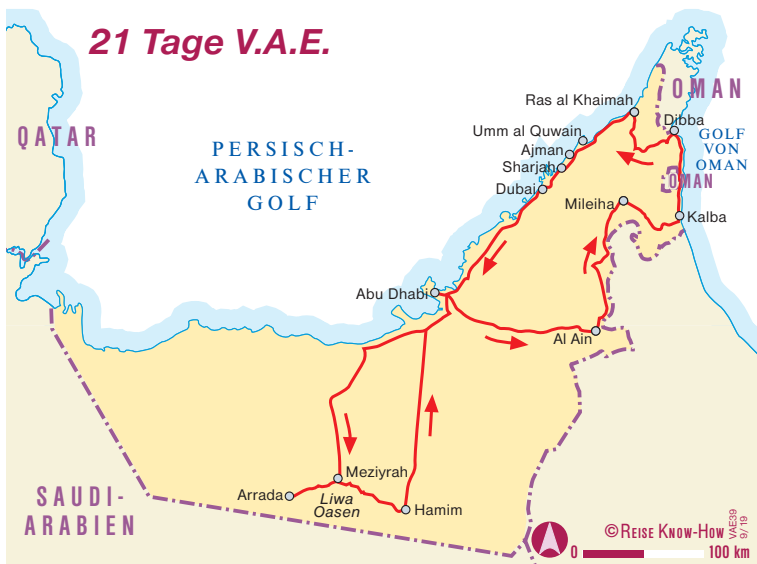 21 Tage V.A.E.
OMAN
Ras al Khaimah
Dibba
QATAR
Umm al Quwain
GOLF
VON
OMAN
PERSISCH-
ARABISCHER
GOLF
Ajman
Sharjah
Dubai
OMAN
Mileiha
Kalba
Abu Dhabi
Al Ain
Meziyrah
SAUDI-
ARABIEN
Arrada
Liwa
Oasen
Hamim
© REISE KNOW-HOW
VAE39
9/19
0 100 km